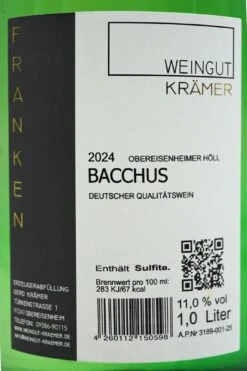 FRANKEN
WEINGUT
KRÄMER
2024 OBEREISENHEIMER HÖLL
BACCHUS
DEUTSCHER QUALITÄTSWEIN
Enthält Sulfite.
Brennwert pro 100 ml:
283 KJ/67 kcal
11,0 % vol
1,0 Liter
A.P.Nr 3189-001-25
4 260112 150598
ERZEUGERABFÜLLUNG
GERD KRÄMER
TÜRKENSTRASSE 1
97247 OBEREISENHEIM
TELEFON: 09386-90115
WWW.WEINGUT-KRAEMER.DE